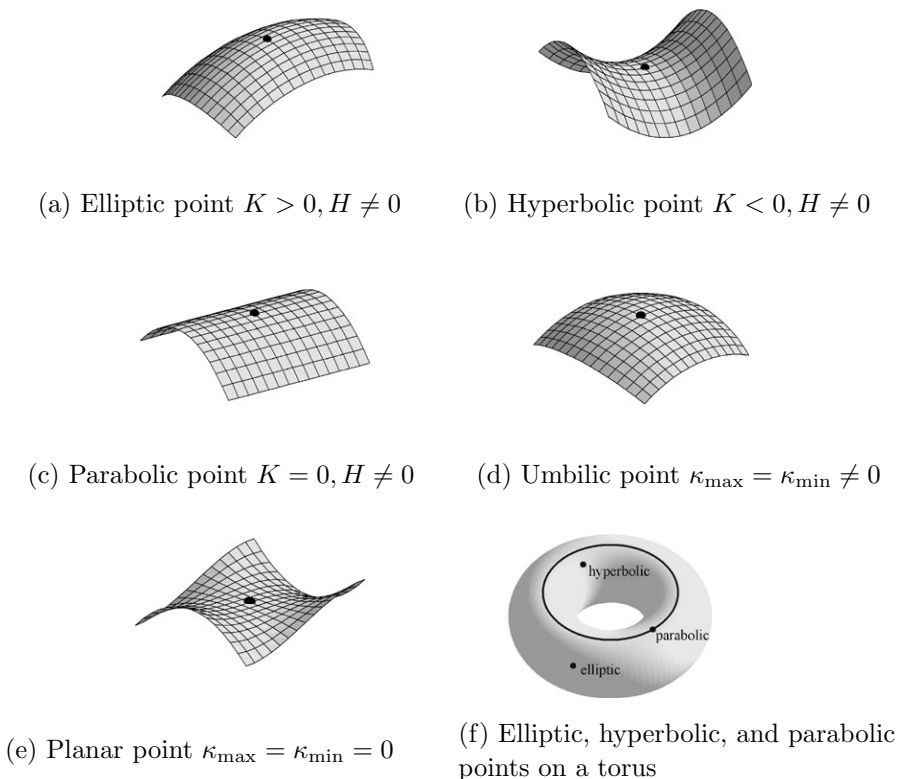 (a) Elliptic point K > 0, H ≠ 0
(b) Hyperbolic point K < 0, H ≠ 0
(c) Parabolic point K = 0, H ≠ 0
(d) Umbilic point κmax = κmin ≠ 0
hyperbolic
parabolic
elliptic
(e) Planar point κmax = κmin = 0
(f) Elliptic, hyperbolic, and parabolic
points on a torus